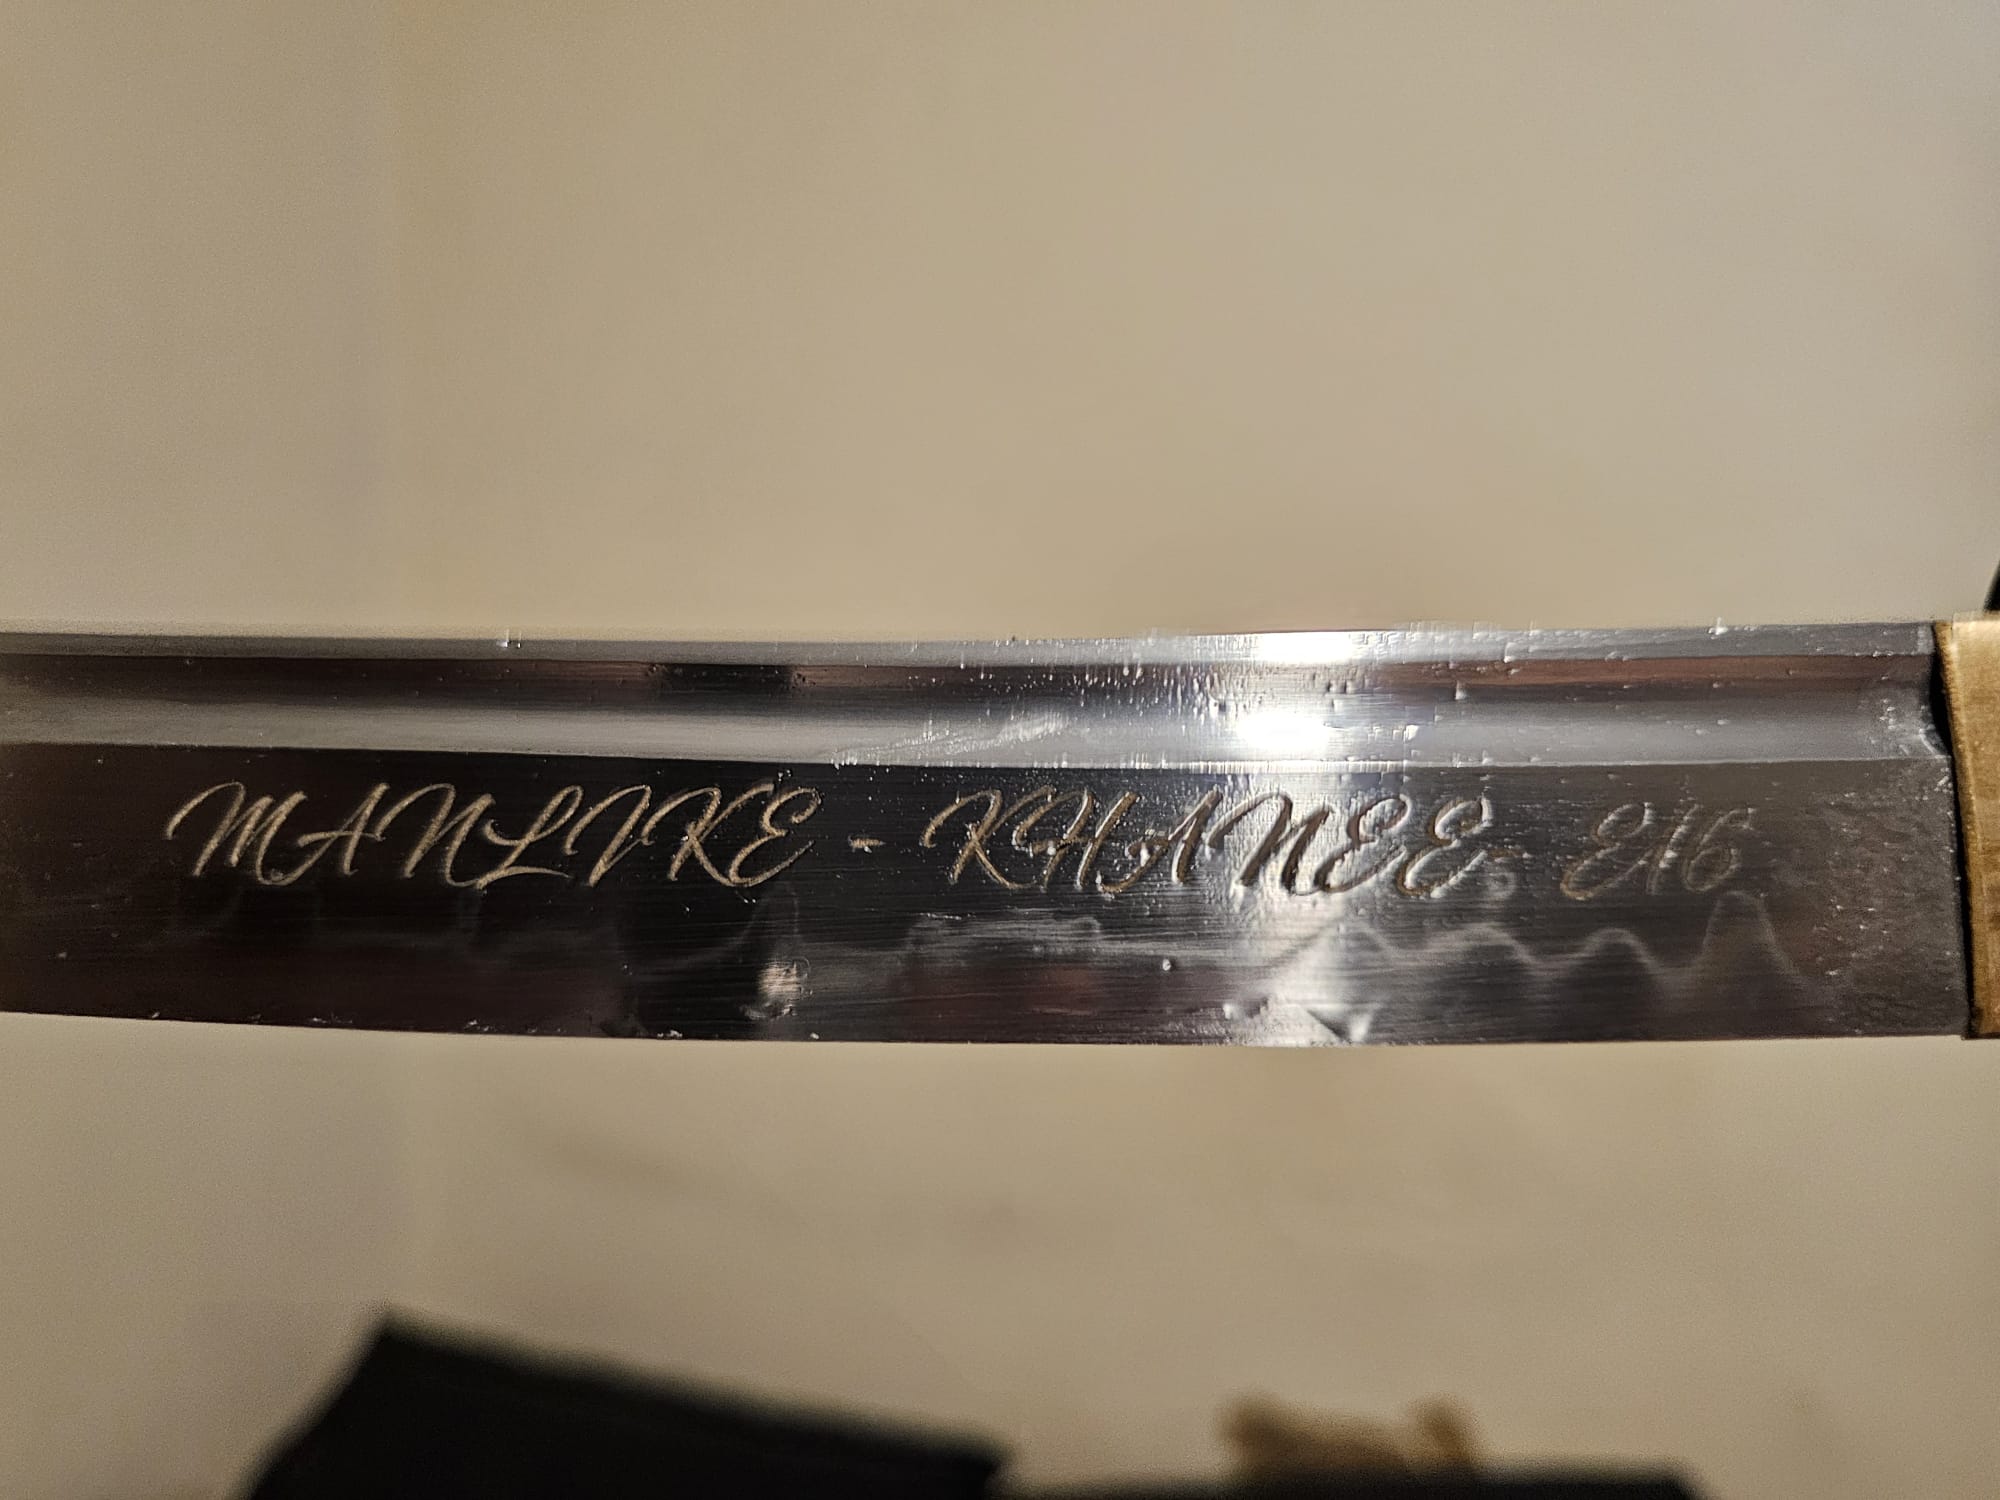 MANLIKE - KHANEE - E16